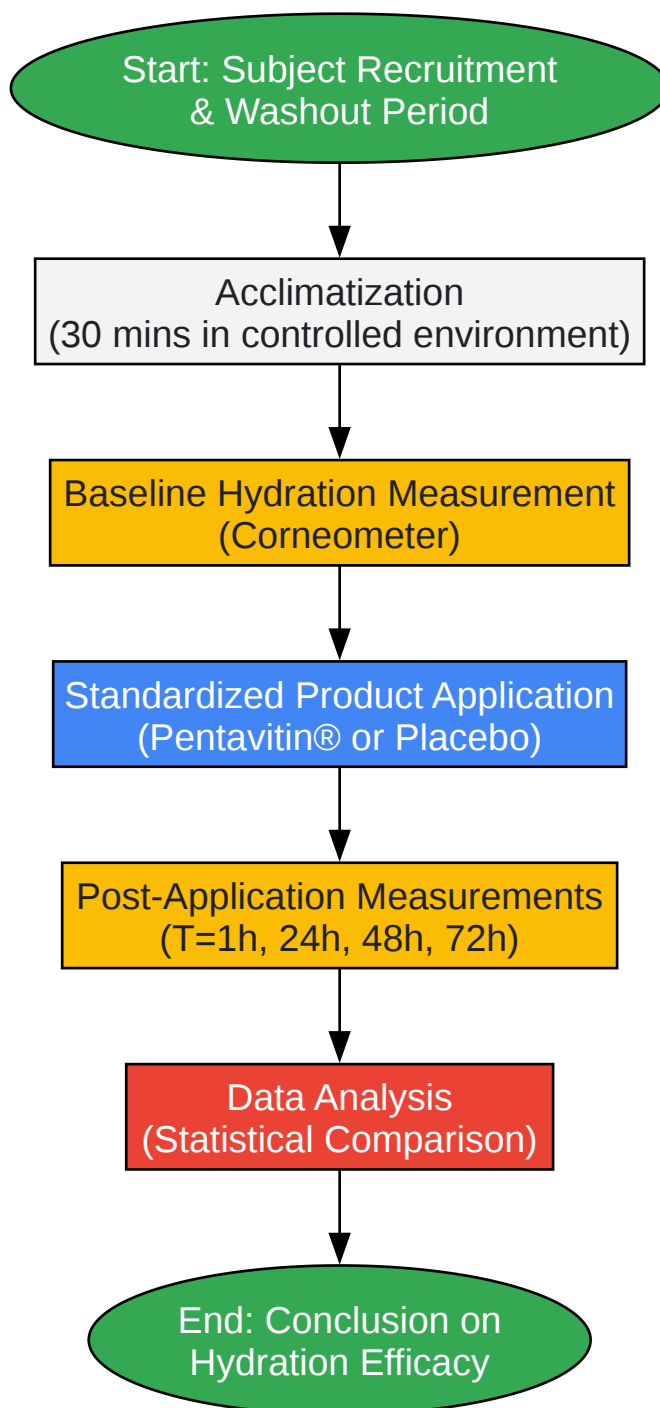 Start: Subject Recruitment
& Washout Period
Acclimatization
(30 mins in controlled environment)
Baseline Hydration Measurement
(Corneometer)
Standardized Product Application
(Pentavitin® or Placebo)
Post-Application Measurements
(T=1h, 24h, 48h, 72h)
Data Analysis
(Statistical Comparison)
End: Conclusion on
Hydration Efficacy